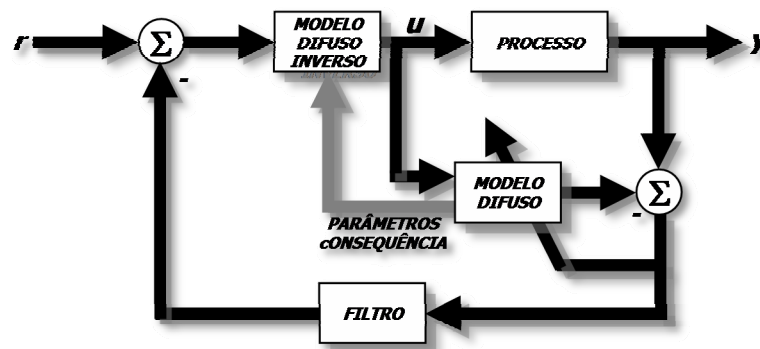 r
Σ
-
MODELO
DIFUSO
INVERSO
u
PROCESSO
y
MODELO
DIFUSO
Σ
-
PARÂMETROS
cONSEQUÊNCIA
FILTRO